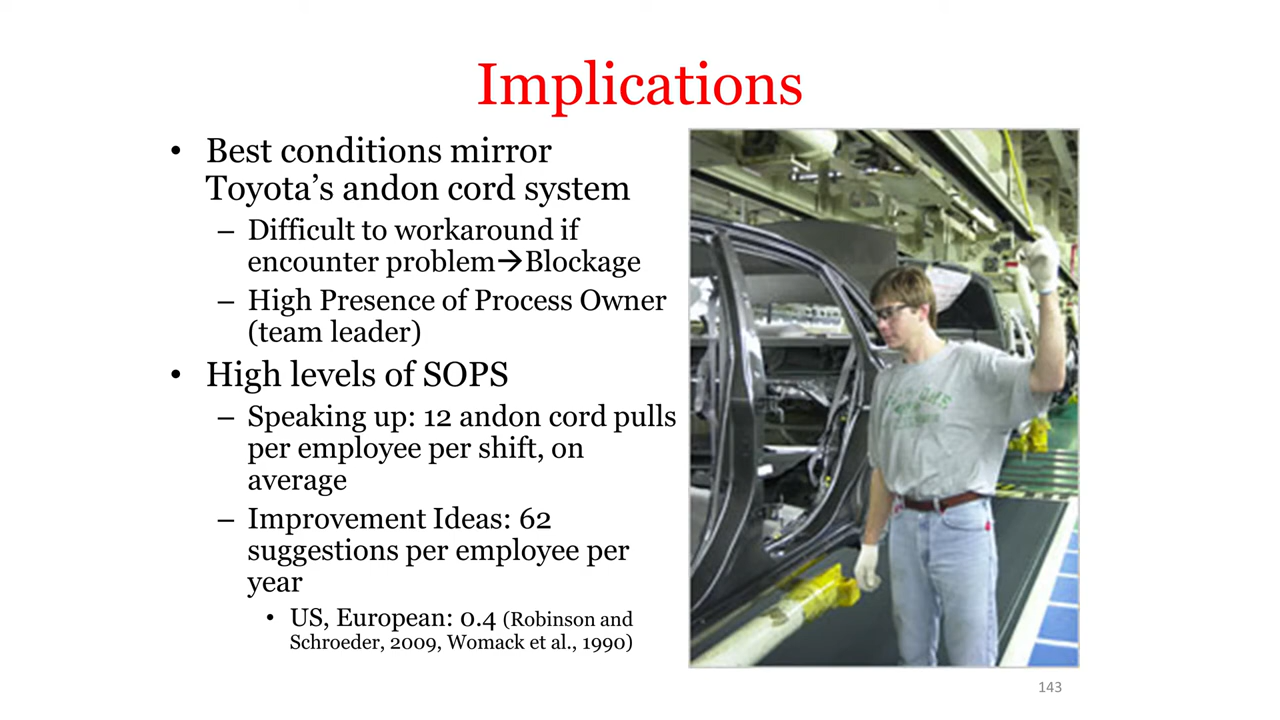 Implications
• Best conditions mirror
Toyota’s andon cord system
– Difficult to workaround if
encounter problem→Blockage
– High Presence of Process Owner
(team leader)
• High levels of SOPS
– Speaking up: 12 andon cord pulls
per employee per shift, on
average
– Improvement Ideas: 62
suggestions per employee per
year
• US, European: 0.4 (Robinson and
Schroeder, 2009, Womack et al., 1990)
143